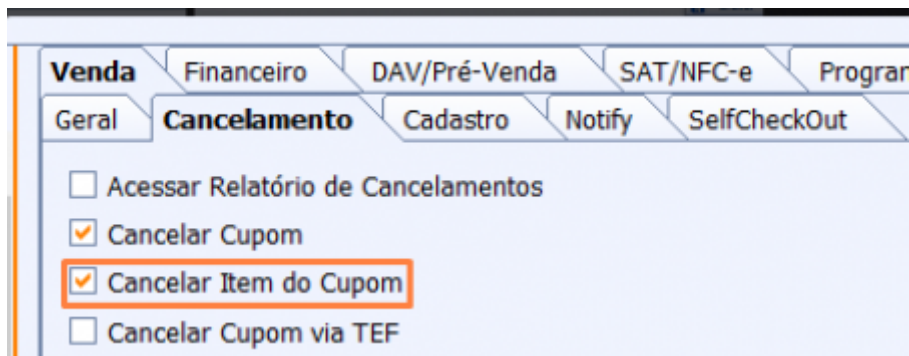 Venda Financeiro DAV/Pré-Venda SAT/NFC-e Program
Geral Cancelamento Cadastro Notify SelfCheckOut
Acessar Relatório de Cancelamentos
Cancelar Cupom
Cancelar Item do Cupom
Cancelar Cupom via TEF